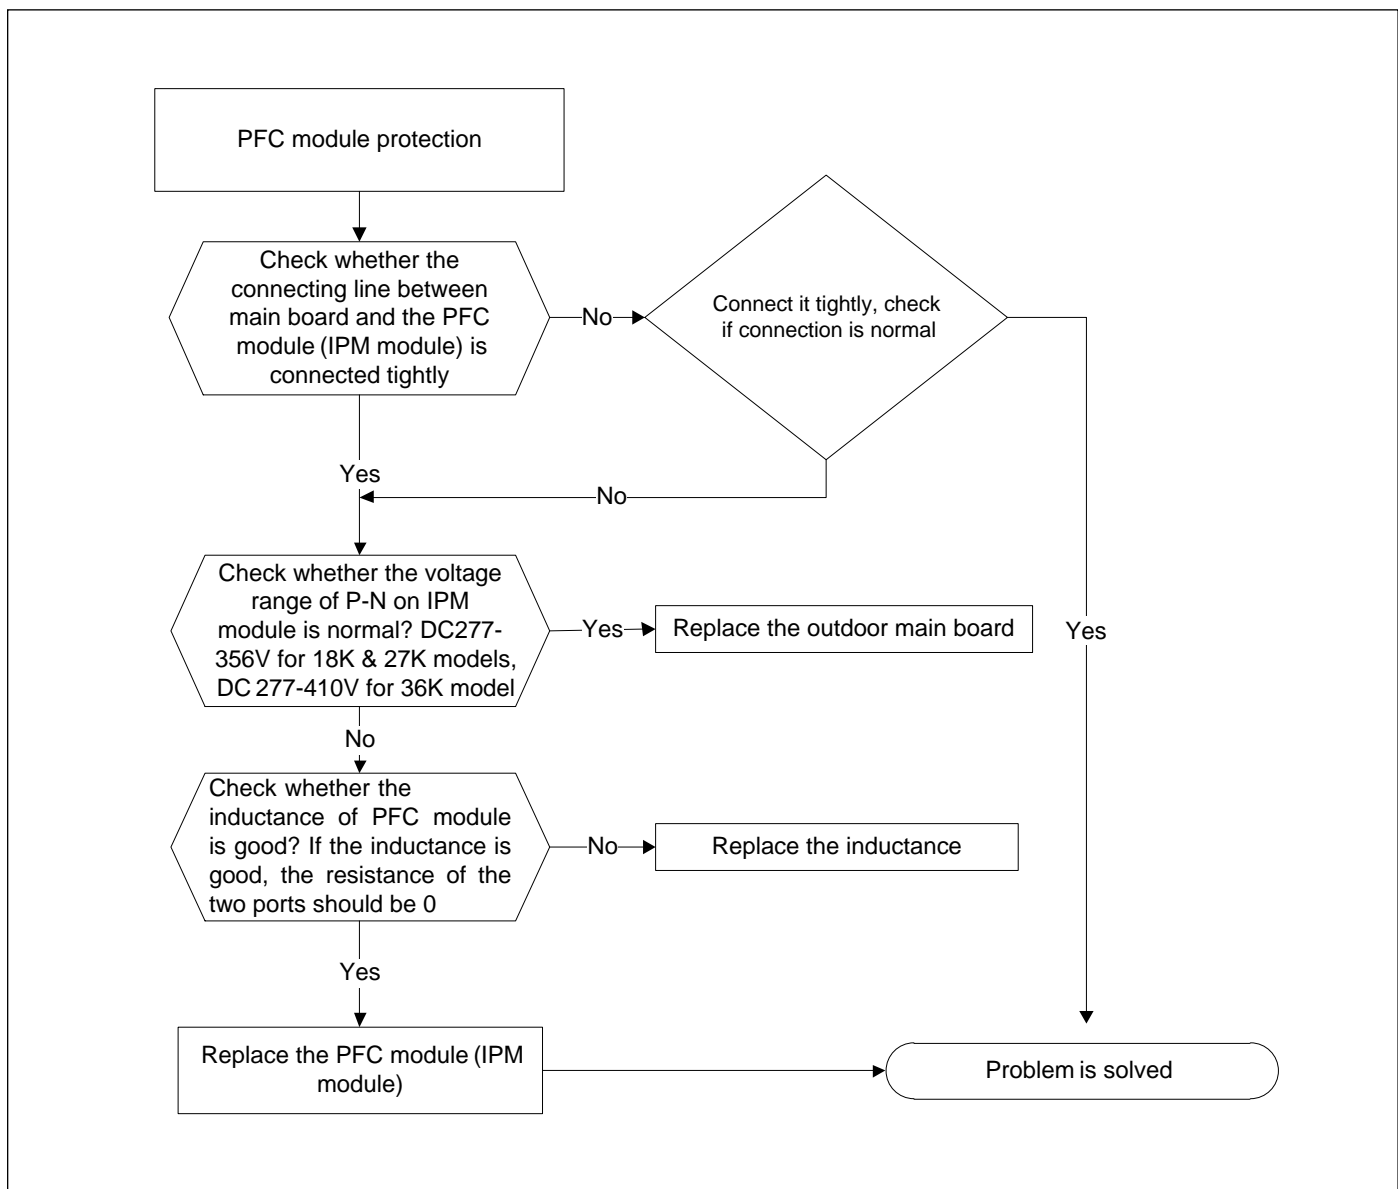 PFC module protection
Check whether the
connecting line between
main board and the PFC
module (IPM module) is
connected tightly
No
Connect it tightly, check
if connection is normal
Yes
No
Check whether the voltage
range of P-N on IPM
module is normal? DC277-
356V for 18K & 27K models,
DC 277-410V for 36K model
Yes
Replace the outdoor main board
Yes
No
Check whether the
inductance of PFC module
is good? If the inductance is
good, the resistance of the
two ports should be 0
No
Replace the inductance
Yes
Replace the PFC module (IPM
module)
Problem is solved